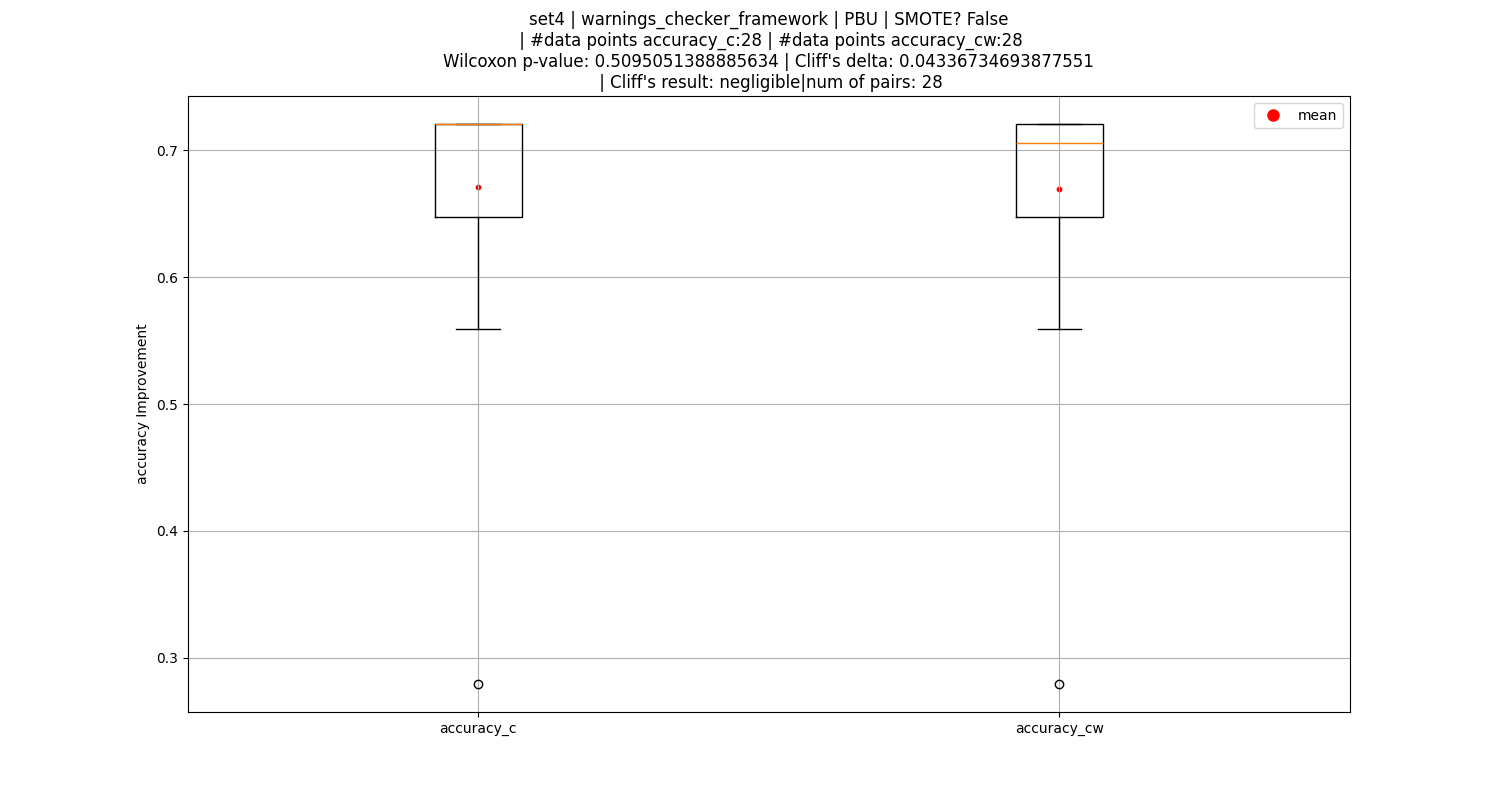 set4 | warnings_checker_framework | PBU | SMOTE? False
| #data points accuracy_c:28 | #data points accuracy_cw:28
Wilcoxon p-value: 0.5095051388885634 | Cliff's delta: 0.04336734693877551
| Cliff's result: negligible|num of pairs: 28
mean
0.7
0.6
0.5
0.4
0.3
accuracy Improvement
accuracy_c
accuracy_cw